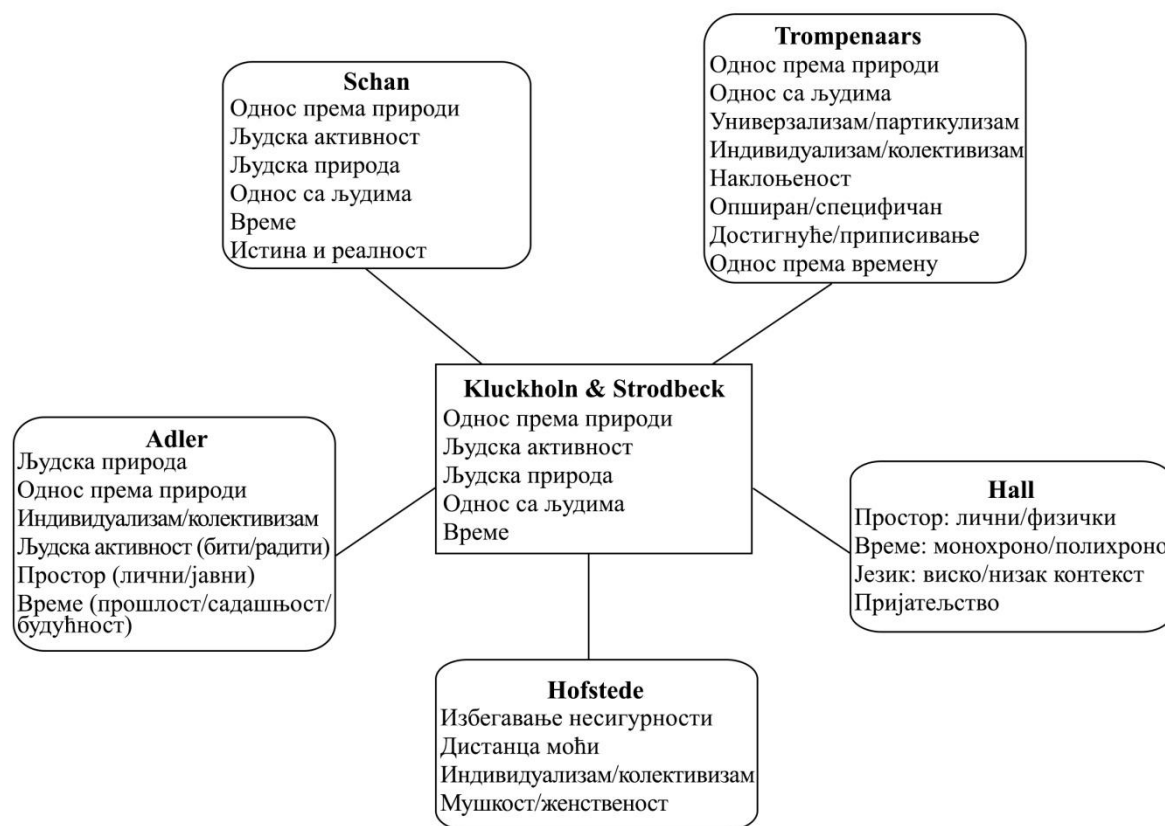 Schan
Однос према природи
Људска активност
Људска природа
Однос са људима
Време
Истина и реалност
Trompenaars
Однос према природи
Однос са људима
Универзализам/партикулизам
Индивидуализам/колективизам
Наклоњеност
Опширан/специфичан
Достигнуће/приписивање
Однос према времену
Kluckholn & Strodbeck
Однос према природи
Људска активност
Људска природа
Однос са људима
Време
Adler
Људска природа
Однос према природи
Индивидуализам/колективизам
Људска активност (бити/радити)
Простор (лични/јавни)
Време (прошлост/садашњост/
будућност)
Hall
Простор: лични/физички
Време: монохроно/полихроно
Језик: виско/низак контекст
Пријатељство
Hofstede
Избегавање несигурности
Дистанца моћи
Индивидуализам/колективизам
Мушкост/женственост